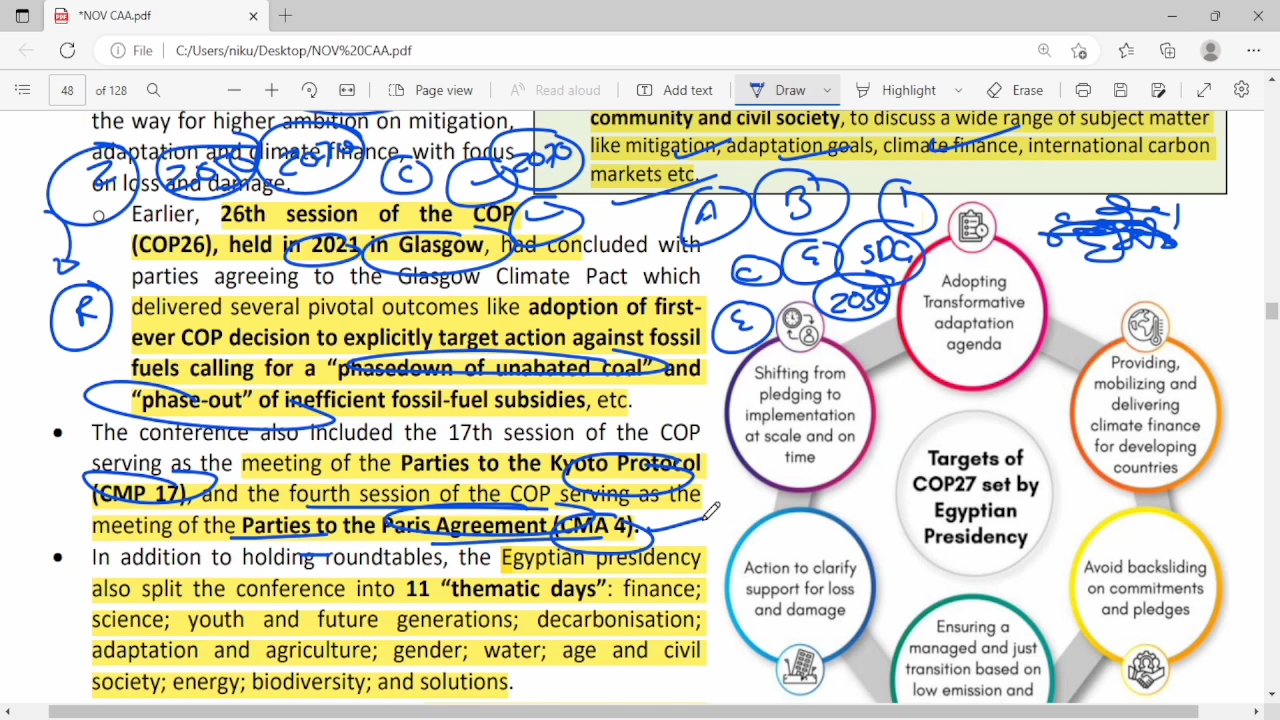 *NOV CAA.pdf
File
C:/Users/niku/Desktop/NOV%20CAA.pdf
48 of 128
Page view
Read aloud
Add text
Draw
Highlight
Erase
the way for higher ambition on mitigation,
adaptation and climate finance, with focus
on loss and damage.
Earlier, 26th session of the COP
(COP26), held in 2021 in Glasgow, had concluded with
parties agreeing to the Glasgow Climate Pact which
delivered several pivotal outcomes like adoption of first-
ever COP decision to explicitly target action against fossil
fuels calling for a “phasedown of unabated coal” and
“phase-out” of inefficient fossil-fuel subsidies, etc.
The conference also included the 17th session of the COP
serving as the meeting of the Parties to the Kyoto Protocol
(CMP 17), and the fourth session of the COP serving as the
meeting of the Parties to the Paris Agreement (CMA 4).
In addition to holding roundtables, the Egyptian presidency
also split the conference into 11 “thematic days”: finance;
science; youth and future generations; decarbonisation;
adaptation and agriculture; gender; water; age and civil
society; energy; biodiversity; and solutions.
community and civil society, to discuss a wide range of subject matter
like mitigation, adaptation goals, climate finance, international carbon
markets etc.
Adopting
Transformative
adaptation
agenda
Shifting from
pledging to
implementation
at scale and on
time
Providing,
mobilizing and
delivering
climate finance
for developing
countries
Targets of
COP27 set by
Egyptian
Presidency
Action to clarify
support for loss
and damage
Avoid backsliding
on commitments
and pledges
Ensuring a
managed and just
transition based on
low emission and
2
2070
C
A
B
SDG
2030
R